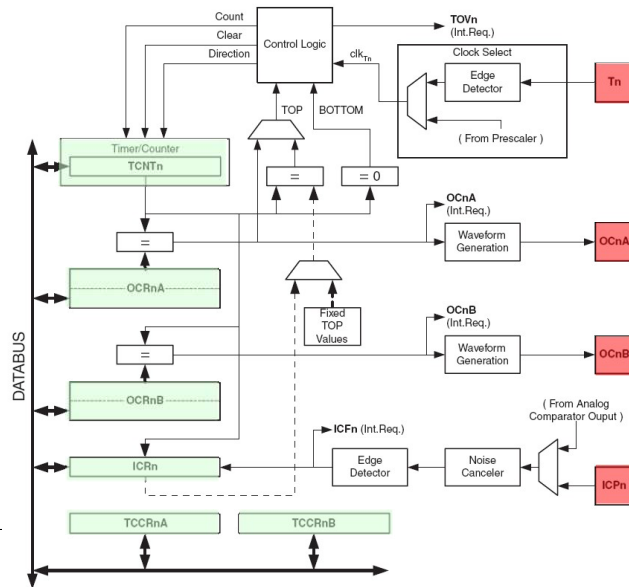 Count
Clear
Direction
Control Logic
TOVn
(Int.Req.)
clkTn
Clock Select
Edge
Detector
Tn
( From Prescaler )
TOP
BOTTOM
Timer/Counter
TCNTn
=
= 0
=
OCnA
(Int.Req.)
Waveform
Generation
OCnA
OCRnA
Fixed
TOP
Values
OCnB
(Int.Req.)
=
Waveform
Generation
OCnB
OCRnB
DATABUS
( From Analog
Comparator Ouput )
ICFn (Int.Req.)
ICRn
Edge
Detector
Noise
Canceler
ICPn
TCCRnA
TCCRnB